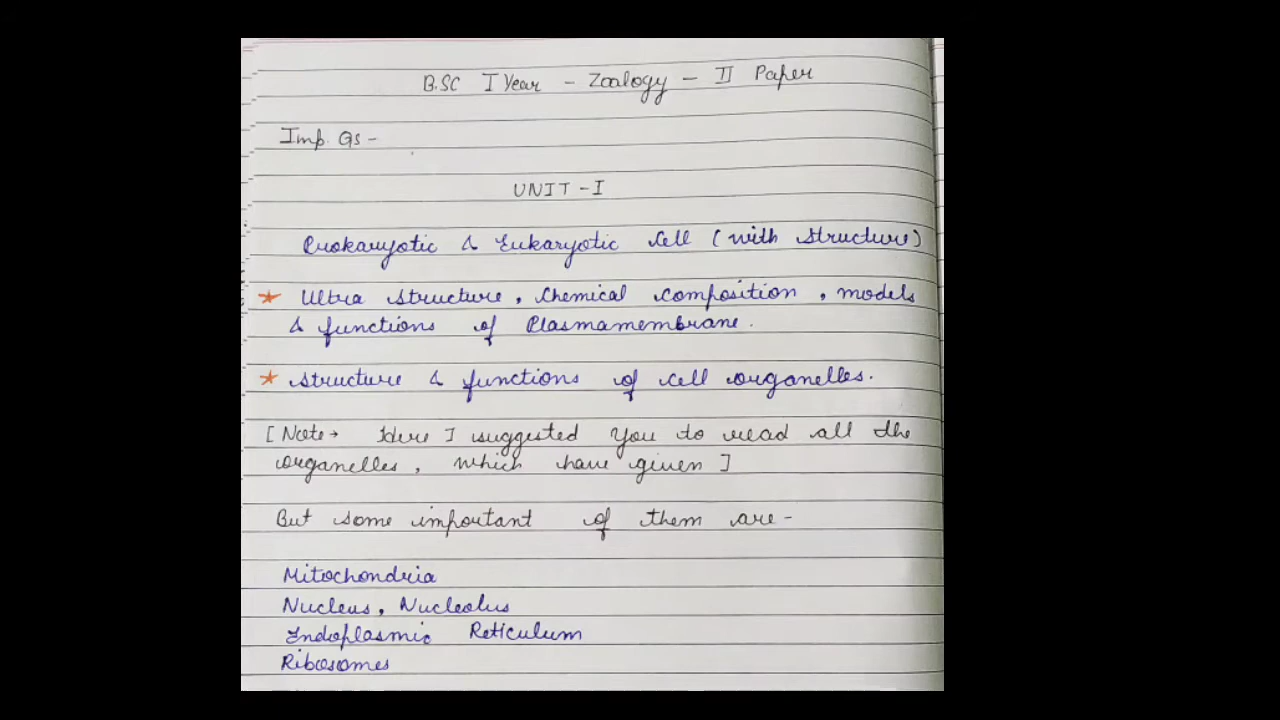 B.SC I Year - Zoology - II Paper
Imp. Qs -
UNIT - I
Prokaryotic & Eukaryotic Cell (with structure)
★ Ultra structure, Chemical composition, models
& functions of Plasmamembrane.
★ Structure & functions of cell organelles.
[Note → Here I suggested you to read all the
organelles, which have given]
But some important of them are -
Mitochondria
Nucleus, Nucleolus
Endoplasmic Reticulum
Ribosomes